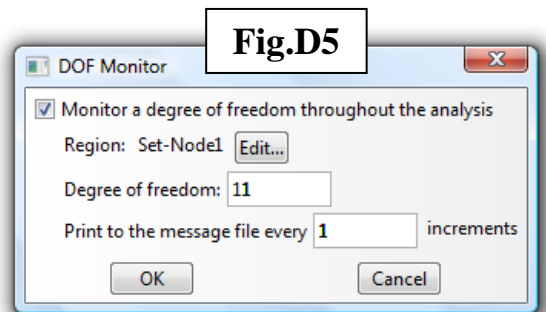 Fig.D5
DOF Monitor
Monitor a degree of freedom throughout the analysis
Region: Set-Node1 Edit...
Degree of freedom: 11
Print to the message file every 1 increments
OK Cancel